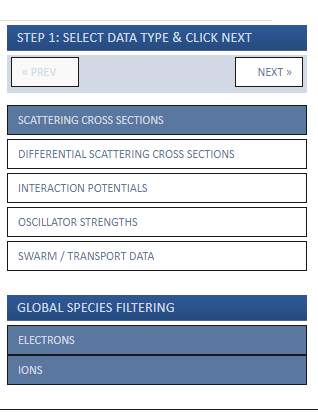 STEP 1: SELECT DATA TYPE & CLICK NEXT
« PREV
NEXT »
SCATTERING CROSS SECTIONS
DIFFERENTIAL SCATTERING CROSS SECTIONS
INTERACTION POTENTIALS
OSCILLATOR STRENGTHS
SWARM / TRANSPORT DATA
GLOBAL SPECIES FILTERING
ELECTRONS
IONS